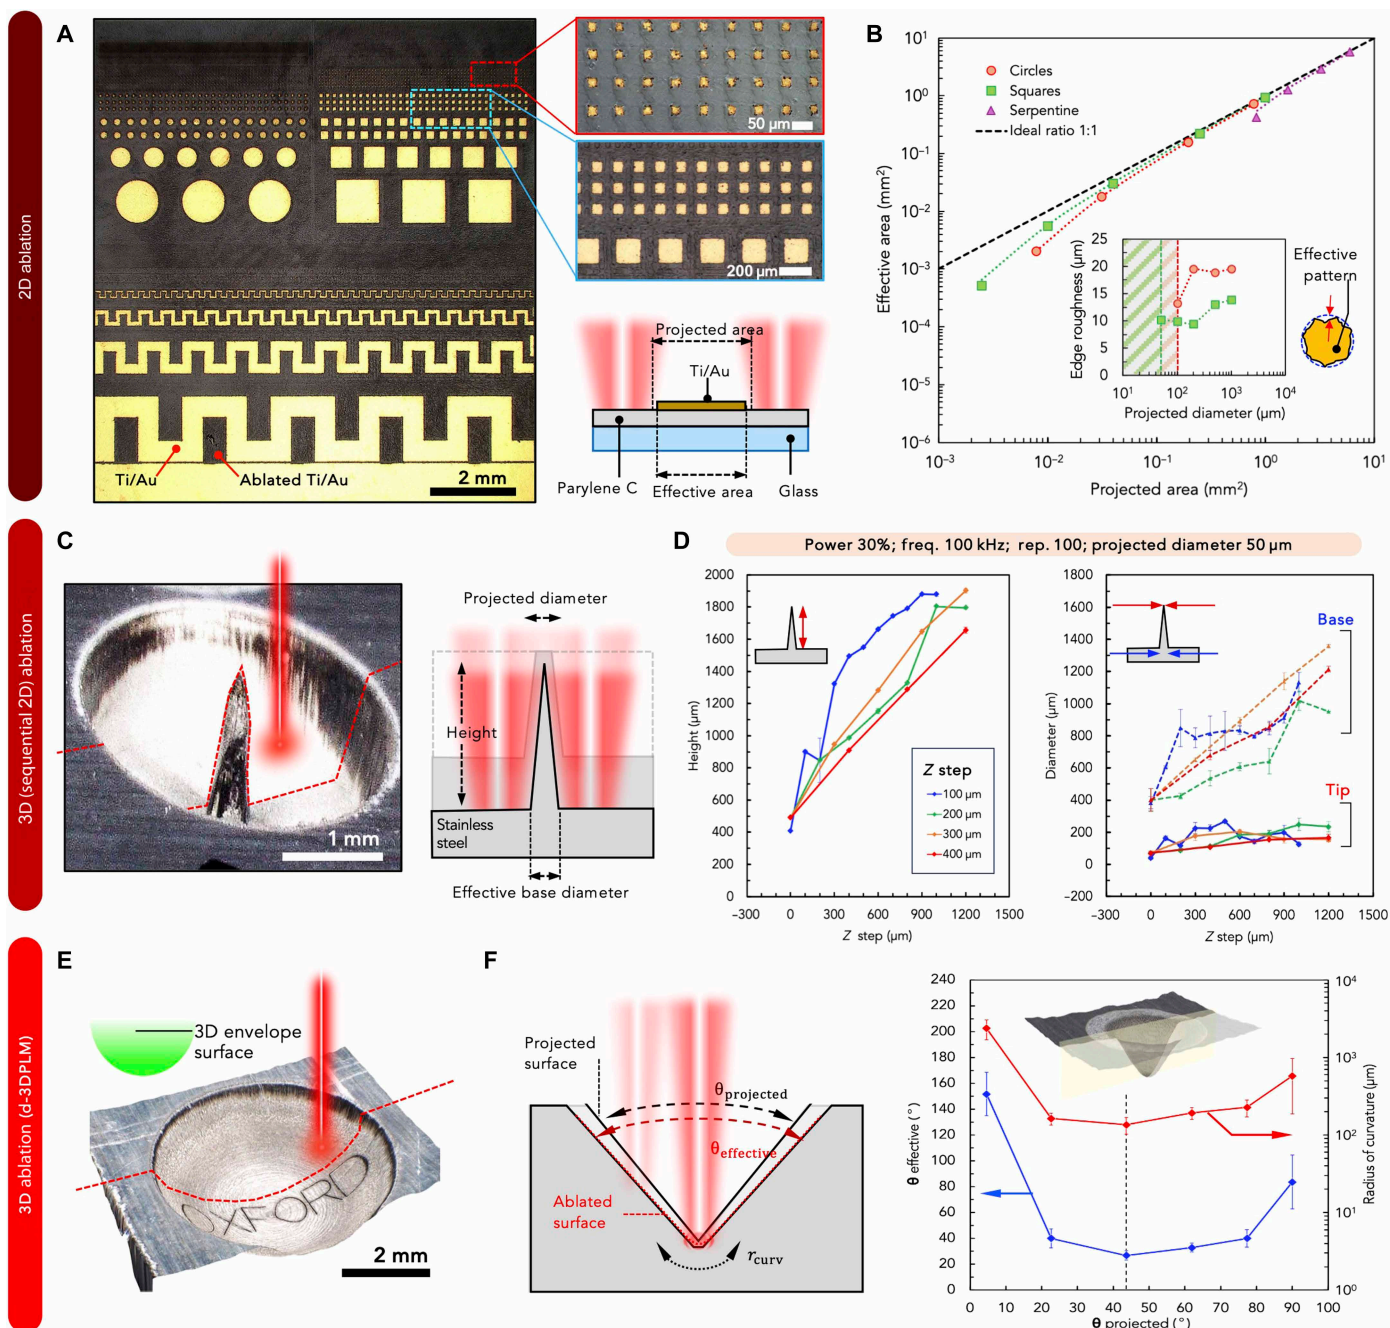 2D ablation
A
50 µm
200 µm
Ti/Au
Ablated Ti/Au
2 mm
Projected area
Ti/Au
Parylene C
Effective area
Glass
B
10¹
10⁰
10⁻¹
10⁻²
10⁻³
10⁻⁴
10⁻⁵
10⁻⁶
Effective area (mm²)
Circles
Squares
Serpentine
Ideal ratio 1:1
25
20
15
10
5
0
Edge roughness (µm)
10¹
10²
10³
10⁴
Projected diameter (µm)
Effective
pattern
10⁻³
10⁻²
10⁻¹
10⁰
10¹
Projected area (mm²)
3D (sequential 2D) ablation
C
1 mm
Projected diameter
Height
Stainless
steel
Effective base diameter
D
Power 30%; freq. 100 kHz; rep. 100; projected diameter 50 µm
2000
1800
1600
1400
1200
1000
800
600
400
200
0
Height (µm)
Z step
100 µm
200 µm
300 µm
400 µm
−300
0
300
600
900
1200
1500
Z step (µm)
1800
1600
1400
1200
1000
800
600
400
200
0
−200
Diameter (µm)
Base
Tip
−300
0
300
600
900
1200
1500
Z step (µm)
3D ablation (d-3DPLM)
E
3D envelope
surface
OXFORD
2 mm
F
Projected
surface
θprojected
θeffective
Ablated
surface
rcurv
240
220
200
180
160
140
120
100
80
60
40
20
0
θ effective (°)
10⁴
10³
10²
10¹
10⁰
Radius of curvature (µm)
0
10
20
30
40
50
60
70
80
90
100
θ projected (°)